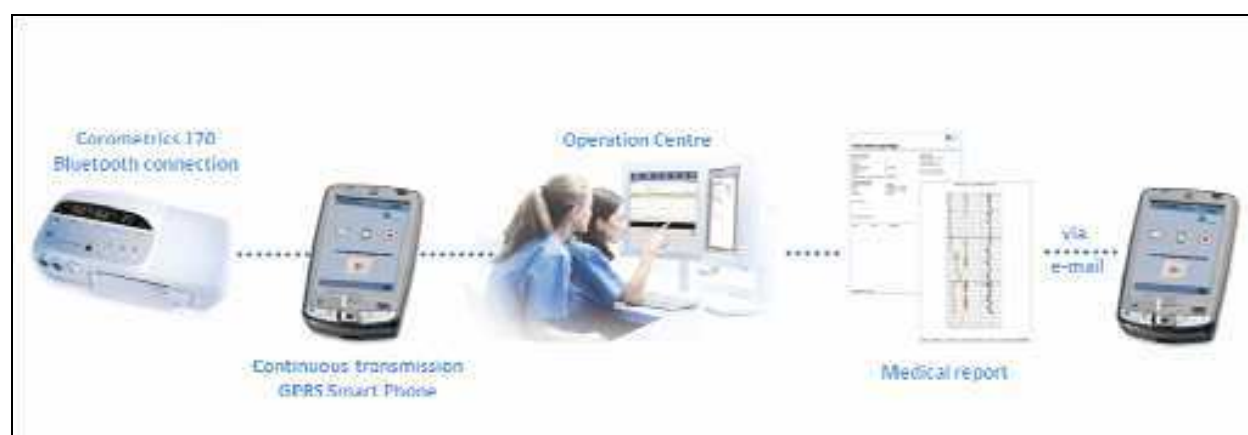 Corometrics 170
Bluetooth connection
Operation Centre
via
e-mail
Continuous transmission
GPRS Smart Phone
Medical report